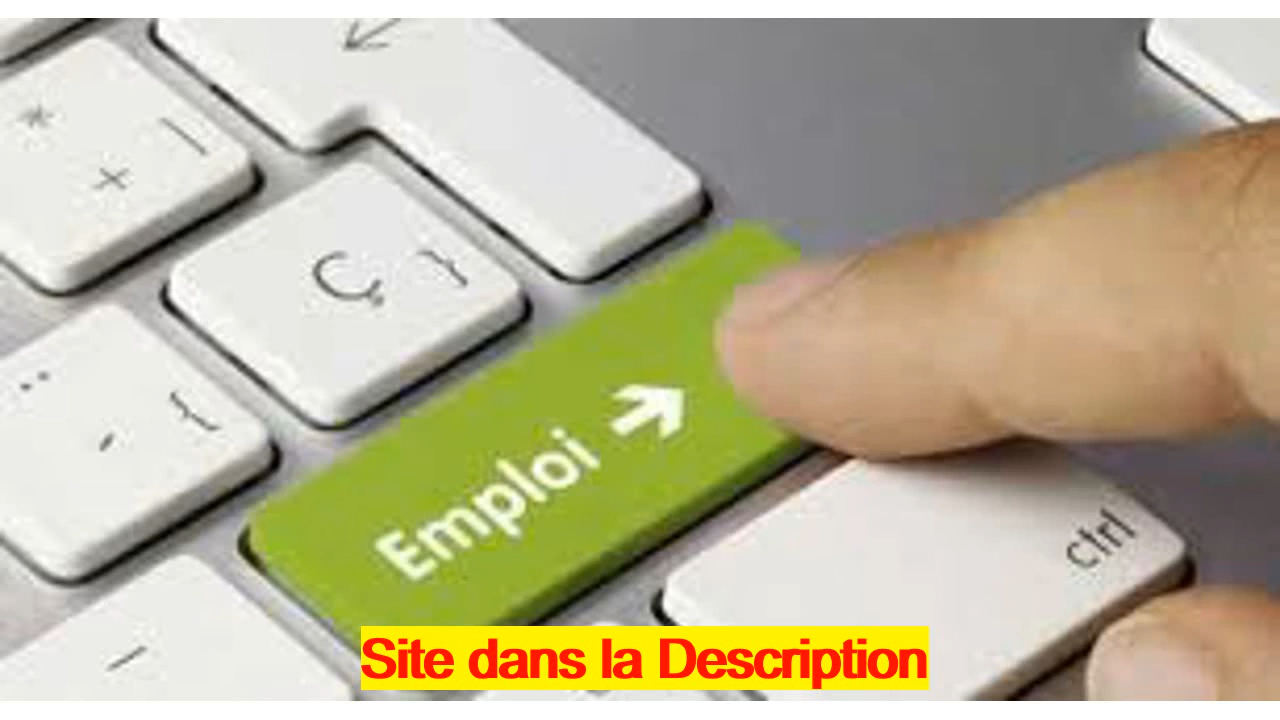 * + _
Ç }
¨ ´ {
Emploi
ctrl
_
Site dans la Description